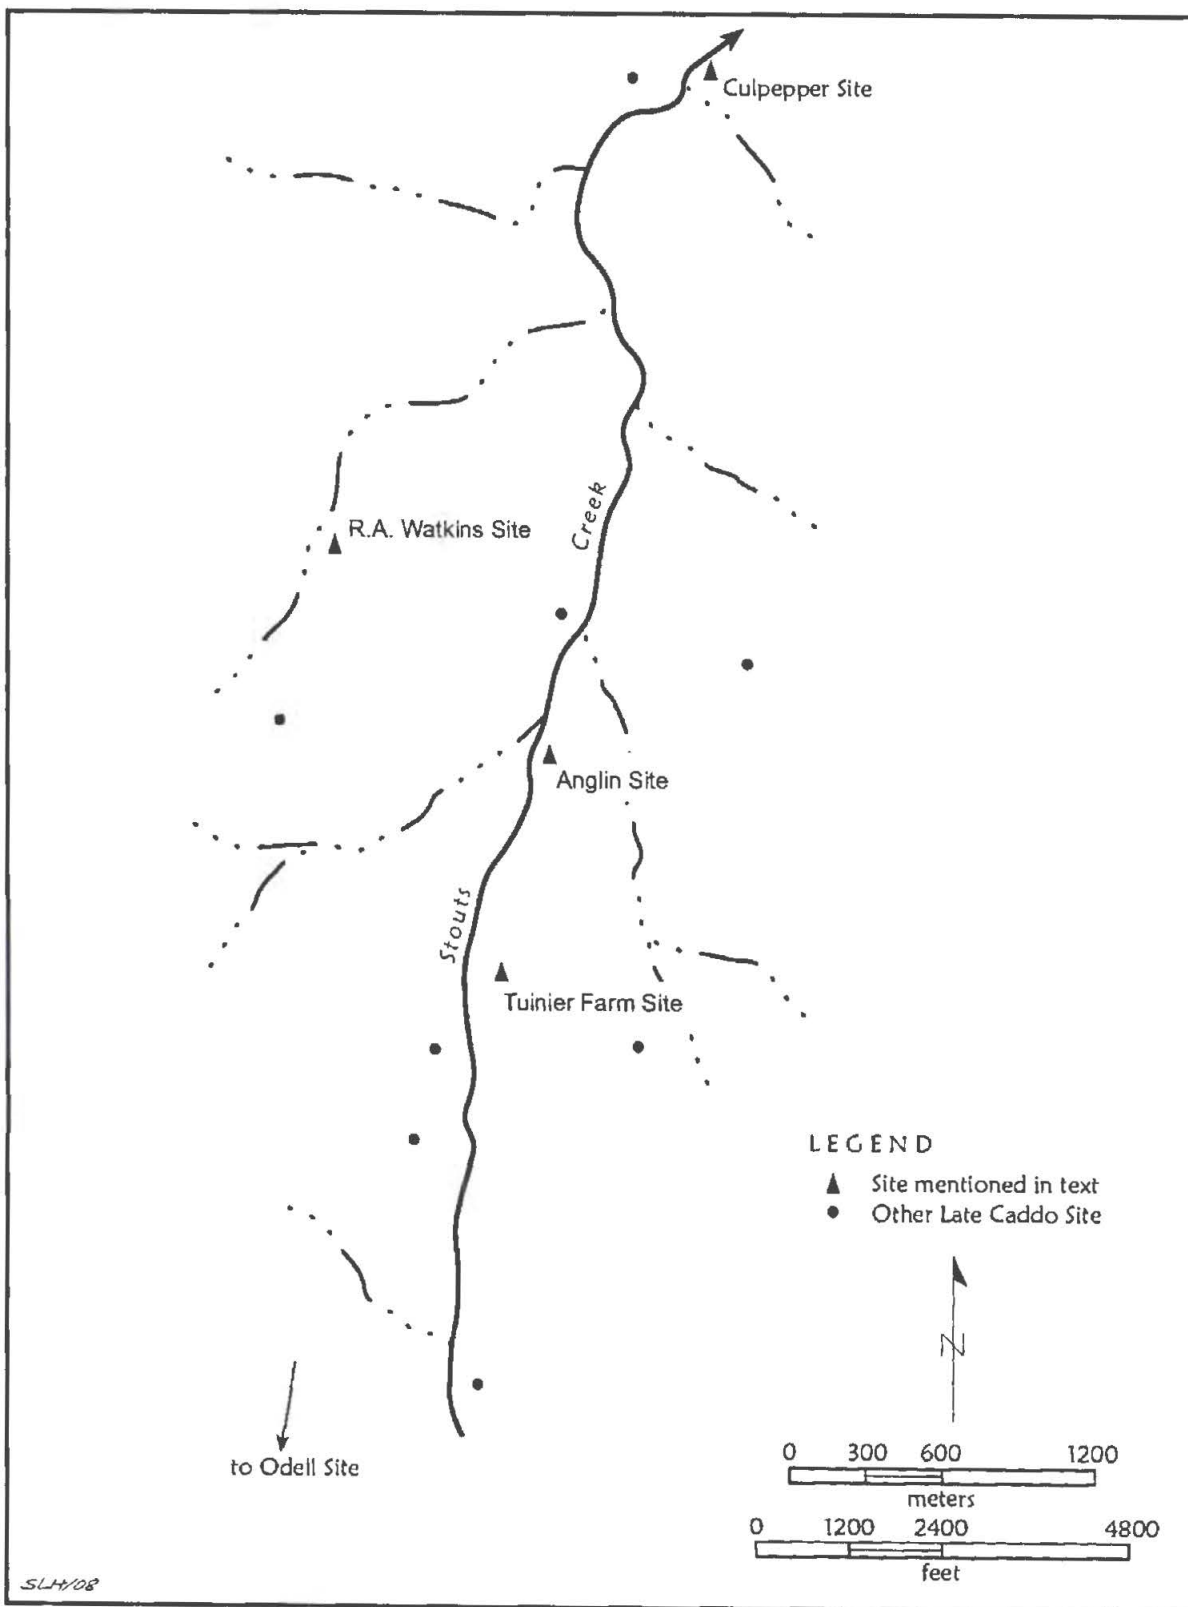 Culpepper Site
R.A. Watkins Site
Creek
Anglin Site
Stouts
Tuinier Farm Site
LEGEND
Site mentioned in text
Other Late Caddo Site
N
to Odell Site
0 300 600 1200
meters
0 1200 2400 4800
feet
SLH/08